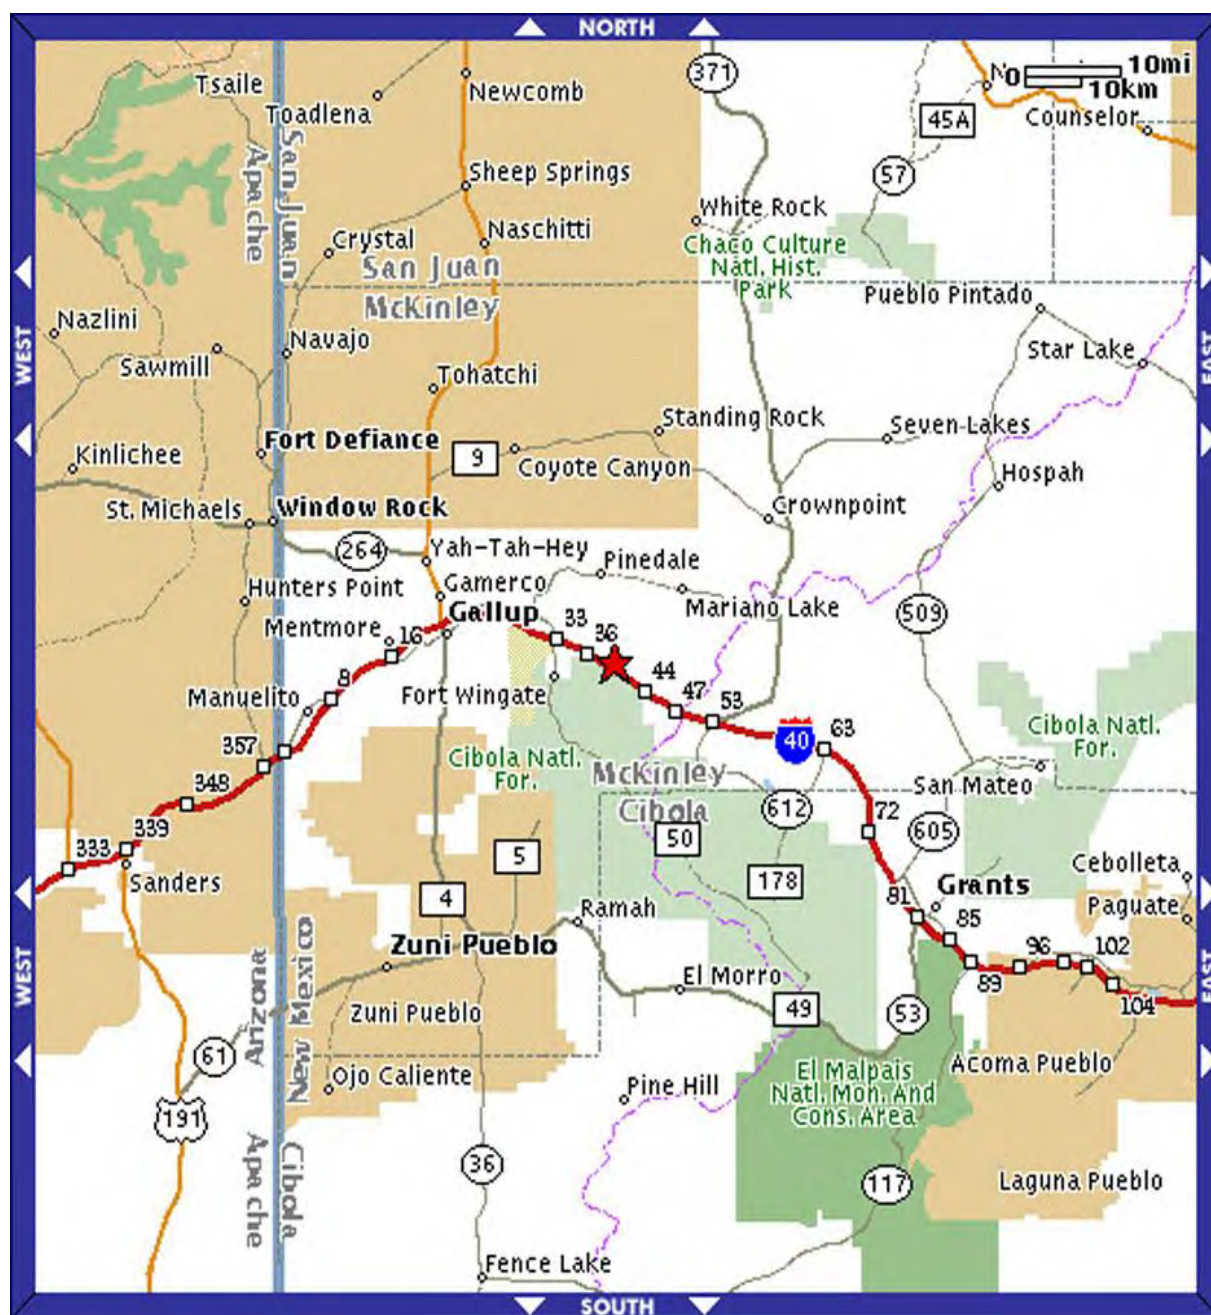 NORTH
Tsaile
Toadlena
Newcomb
371
N
0
10mi
10km
45A
Counselor
San Juan
Apache
Sheep Springs
57
White Rock
Crystal
Naschitti
Chaco Culture
Natl. Hist.
Park
San Juan
McKinley
Pueblo Pintado
Nazlini
Navajo
WEST
EAST
Sawmill
Star Lake
Tohatchi
Standing Rock
Seven Lakes
Fort Defiance
Kinlichee
9
Coyote Canyon
Hospah
St. Michaels
Window Rock
Crownpoint
264
Yah-Tah-Hey
Pinedale
Hunters Point
Gamerco
Mariano Lake
509
Mentmore
16
Gallup
33
36
Manuelito
8
Fort Wingate
44
47
53
40
63
Cibola Natl.
For.
Cibola Natl.
For.
357
348
McKinley
Cibola
San Mateo
612
72
605
333
339
50
Sanders
5
178
Cebolleta
4
81
Grants
85
Paguate
Ramah
Zuni Pueblo
96
102
WEST
EAST
El Morro
89
104
Arizona
New Mexico
Zuni Pueblo
49
53
61
Ojo Caliente
Acoma Pueblo
El Malpais
Natl. Mon. And
Cons. Area
Pine Hill
191
Apache
Cibola
36
117
Laguna Pueblo
Fence Lake
SOUTH